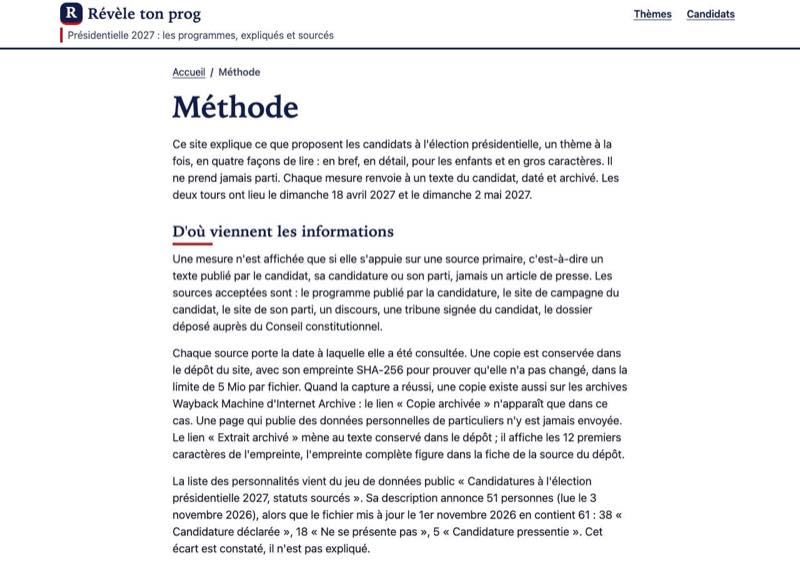 R Révèle ton prog
Thèmes Candidats
Présidentielle 2027 : les programmes, expliqués et sourcés
Accueil / Méthode
Méthode
Ce site explique ce que proposent les candidats à l'élection présidentielle, un thème à la
fois, en quatre façons de lire : en bref, en détail, pour les enfants et en gros caractères. Il
ne prend jamais parti. Chaque mesure renvoie à un texte du candidat, daté et archivé. Les
deux tours ont lieu le dimanche 18 avril 2027 et le dimanche 2 mai 2027.
D'où viennent les informations
Une mesure n'est affichée que si elle s'appuie sur une source primaire, c'est-à-dire un
texte publié par le candidat, sa candidature ou son parti, jamais un article de presse. Les
sources acceptées sont : le programme publié par la candidature, le site de campagne du
candidat, le site de son parti, un discours, une tribune signée du candidat, le dossier
déposé auprès du Conseil constitutionnel.
Chaque source porte la date à laquelle elle a été consultée. Une copie est conservée dans
le dépôt du site, avec son empreinte SHA-256 pour prouver qu'elle n'a pas changé, dans la
limite de 5 Mio par fichier. Quand la capture a réussi, une copie existe aussi sur les archives
Wayback Machine d'Internet Archive : le lien « Copie archivée » n'apparaît que dans ce
cas. Une page qui publie des données personnelles de particuliers n'y est jamais envoyée.
Le lien « Extrait archivé » mène au texte conservé dans le dépôt ; il affiche les 12 premiers
caractères de l'empreinte, l'empreinte complète figure dans la fiche de la source du dépôt.
La liste des personnalités vient du jeu de données public « Candidatures à l'élection
présidentielle 2027, statuts sourcés ». Sa description annonce 51 personnes (lue le 3
novembre 2026), alors que le fichier mis à jour le 1er novembre 2026 en contient 61 : 38 «
Candidature déclarée », 18 « Ne se présente pas », 5 « Candidature pressentie ». Cet
écart est constaté, il n'est pas expliqué.